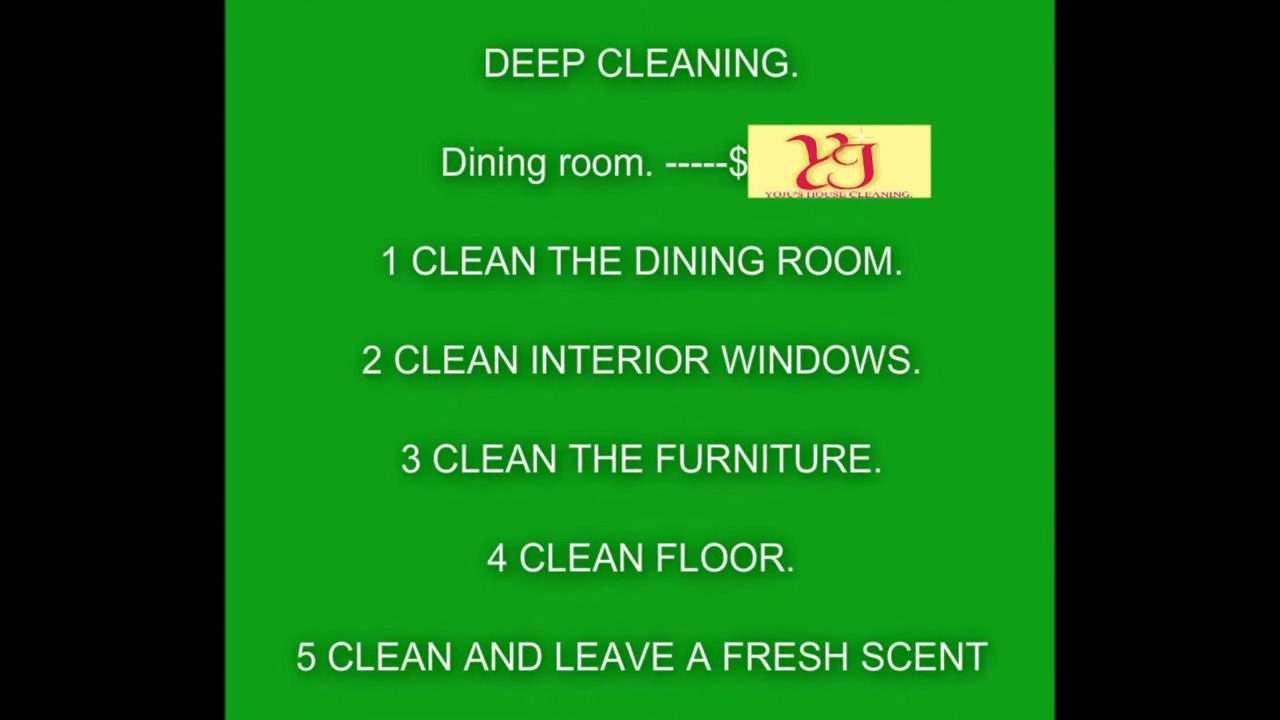 DEEP CLEANING.
Dining room. -----$
YJ
YOJU'S HOUSE CLEANING.
1 CLEAN THE DINING ROOM.
2 CLEAN INTERIOR WINDOWS.
3 CLEAN THE FURNITURE.
4 CLEAN FLOOR.
5 CLEAN AND LEAVE A FRESH SCENT